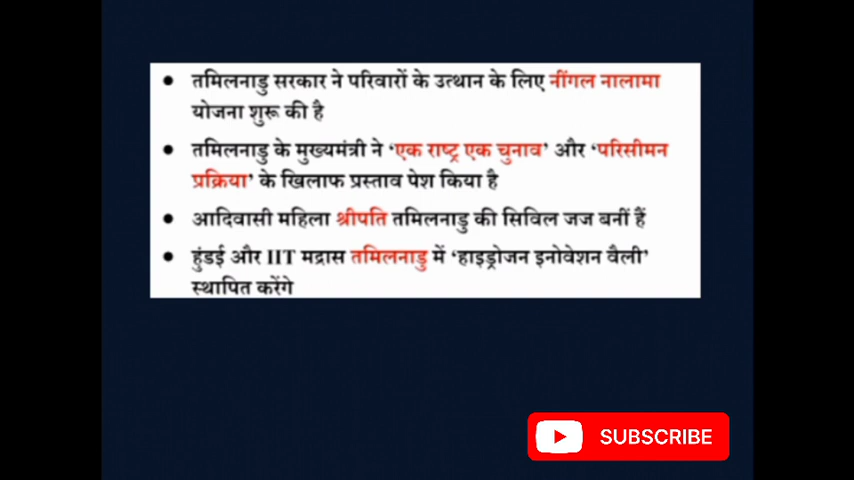 • तमिलनाडु सरकार ने परिवारों के उत्थान के लिए नींगल नालामा
योजना शुरू की है
• तमिलनाडु के मुख्यमंत्री ने ‘एक राष्ट्र एक चुनाव’ और ‘परिसीमन
प्रक्रिया’ के खिलाफ प्रस्ताव पेश किया है
• आदिवासी महिला श्रीपति तमिलनाडु की सिविल जज बनीं हैं
• हुंडई और IIT मद्रास तमिलनाडु में ‘हाइड्रोजन इनोवेशन वैली’
स्थापित करेंगे
SUBSCRIBE